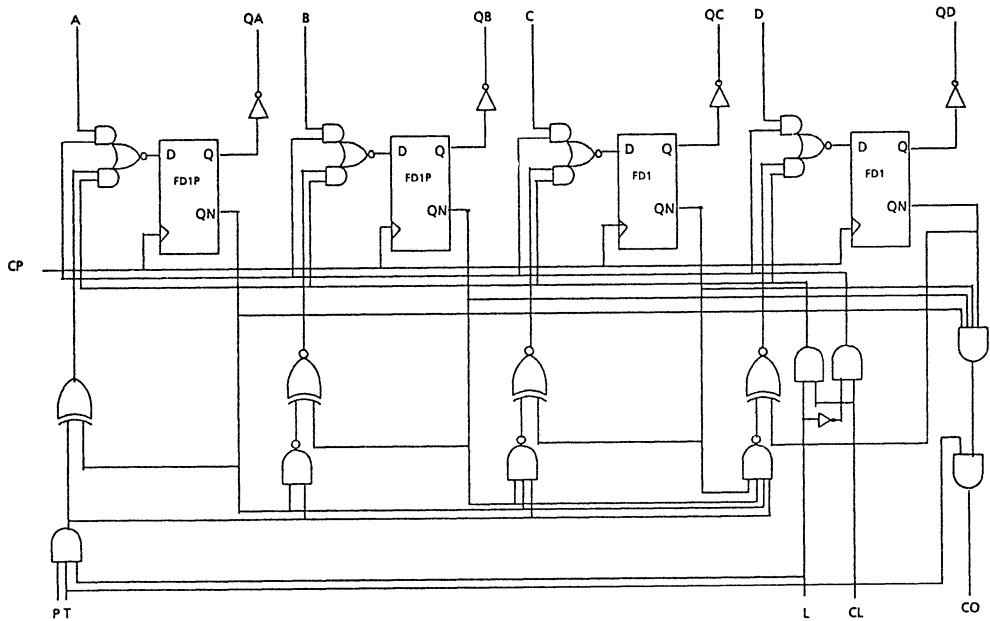 A QA B QB C QC D QD
D Q D Q D Q D Q
FD1P FD1P FD1 FD1
QN QN QN QN
CP
P T L CL CO